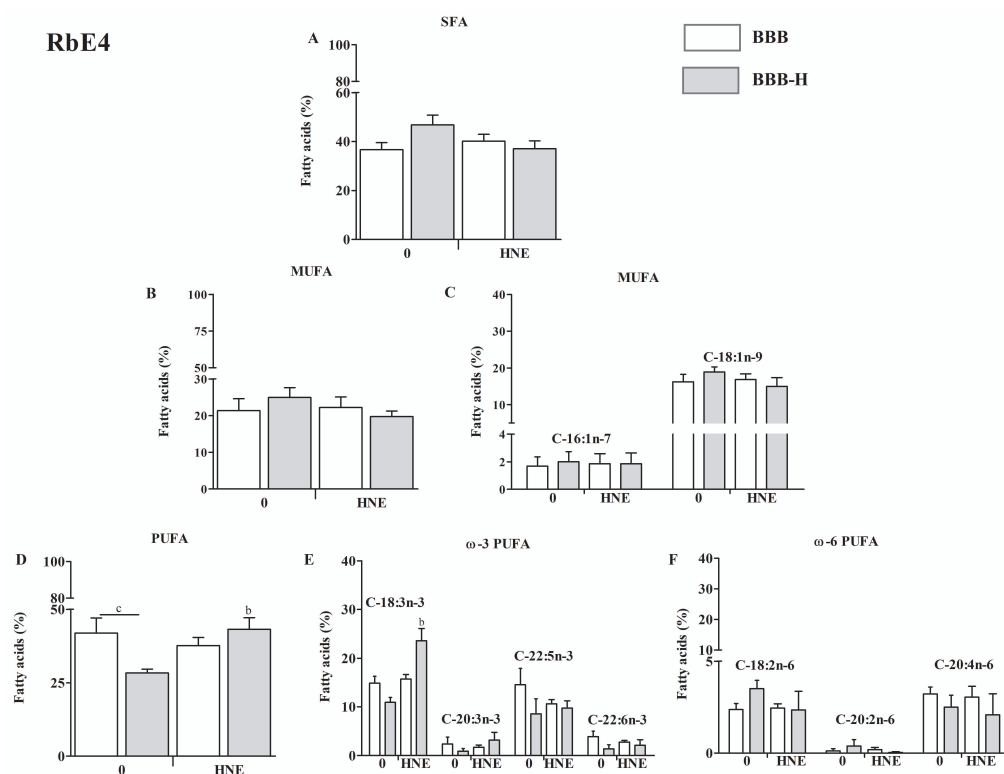 RbE4
SFA
A
BBB
BBB-H
Fatty acids (%)
100
80
60
40
20
0
0 HNE
MUFA
B
Fatty acids (%)
100
75
50
30
20
10
0
0 HNE
MUFA
C
Fatty acids (%)
40
30
20
10
4
2
0
C-16:1n-7
C-18:1n-9
0 HNE 0 HNE
PUFA
D
Fatty acids (%)
100
80
50
25
0
c
b
0 HNE
ω-3 PUFA
E
Fatty acids (%)
40
30
20
10
0
C-18:3n-3
b
C-20:3n-3
C-22:5n-3
C-22:6n-3
0 HNE 0 HNE 0 HNE 0 HNE
ω-6 PUFA
F
Fatty acids (%)
40
30
20
10
5
0
C-18:2n-6
C-20:2n-6
C-20:4n-6
0 HNE 0 HNE 0 HNE